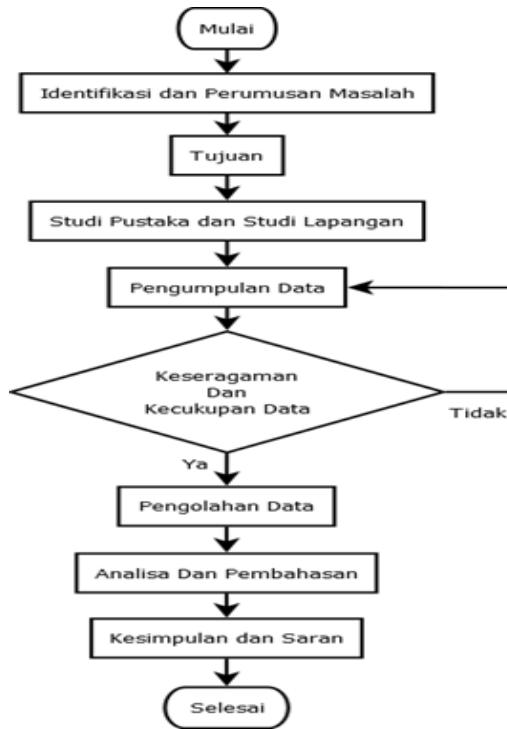 Mulai
Identifikasi dan Perumusan Masalah
Tujuan
Studi Pustaka dan Studi Lapangan
Pengumpulan Data
Keseragaman
Dan
Kecukupan Data
Tidak
Ya
Pengolahan Data
Analisa Dan Pembahasan
Kesimpulan dan Saran
Selesai